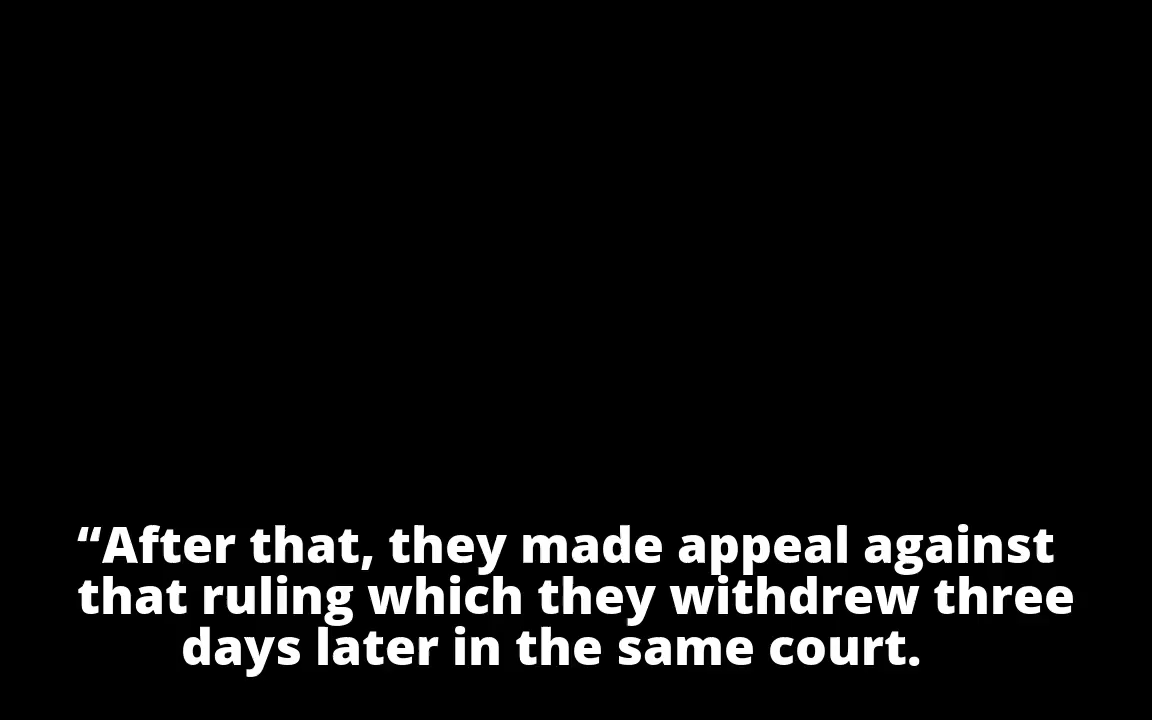 “After that, they made appeal against
that ruling which they withdrew three
days later in the same court.